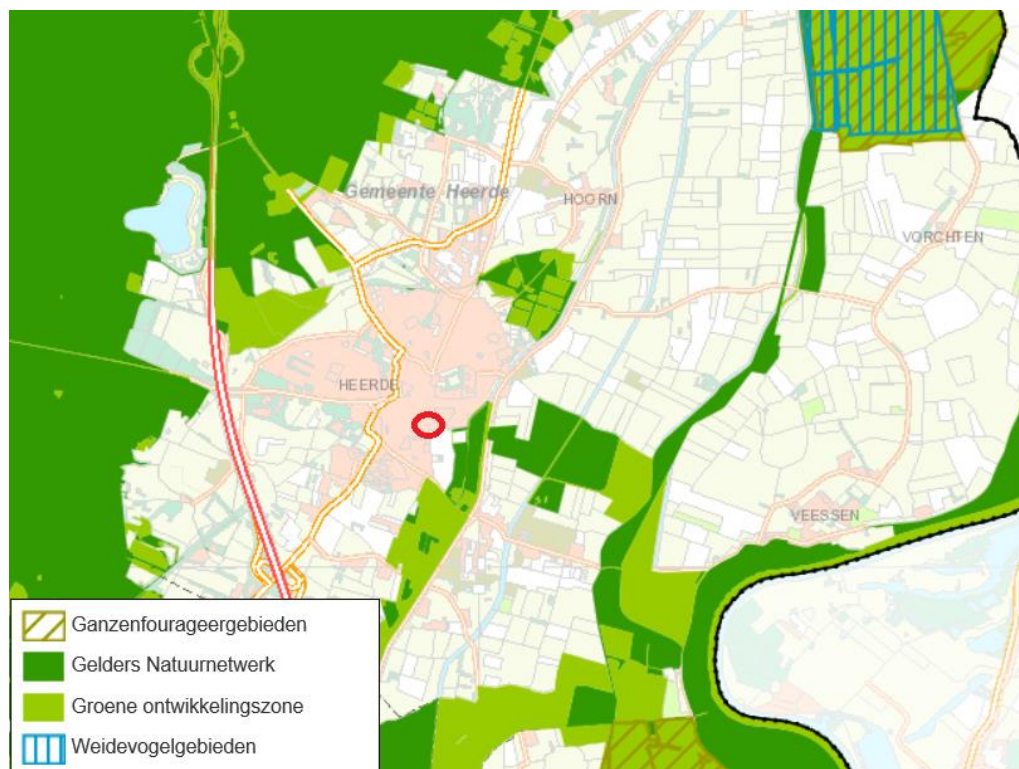 Gemeente Heerde
HOORN
VORCHTEN
HEERDE
VEESSEN
Ganzenfourageergebieden
Gelders Natuurnetwerk
Groene ontwikkelingszone
Weidevogelgebieden